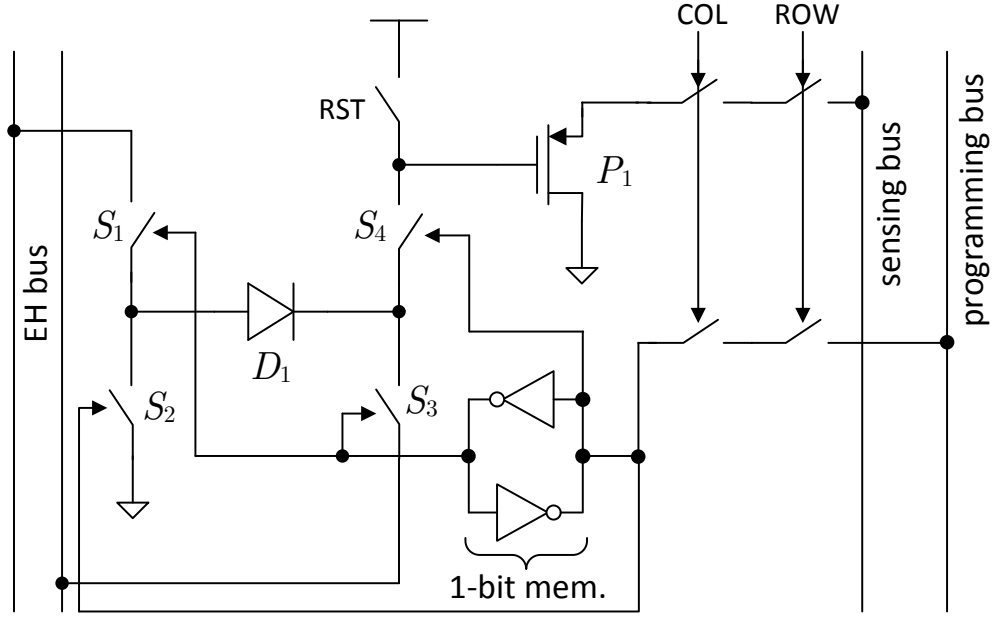 COL
ROW
RST
P1
S1
S4
EH bus
sensing bus
programming bus
D1
S2
S3
1-bit mem.